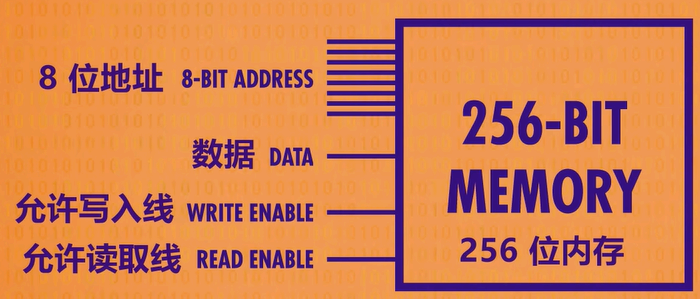 8 位地址 8-BIT ADDRESS
数据 DATA
允许写入线 WRITE ENABLE
允许读取线 READ ENABLE
256-BIT
MEMORY
256 位内存